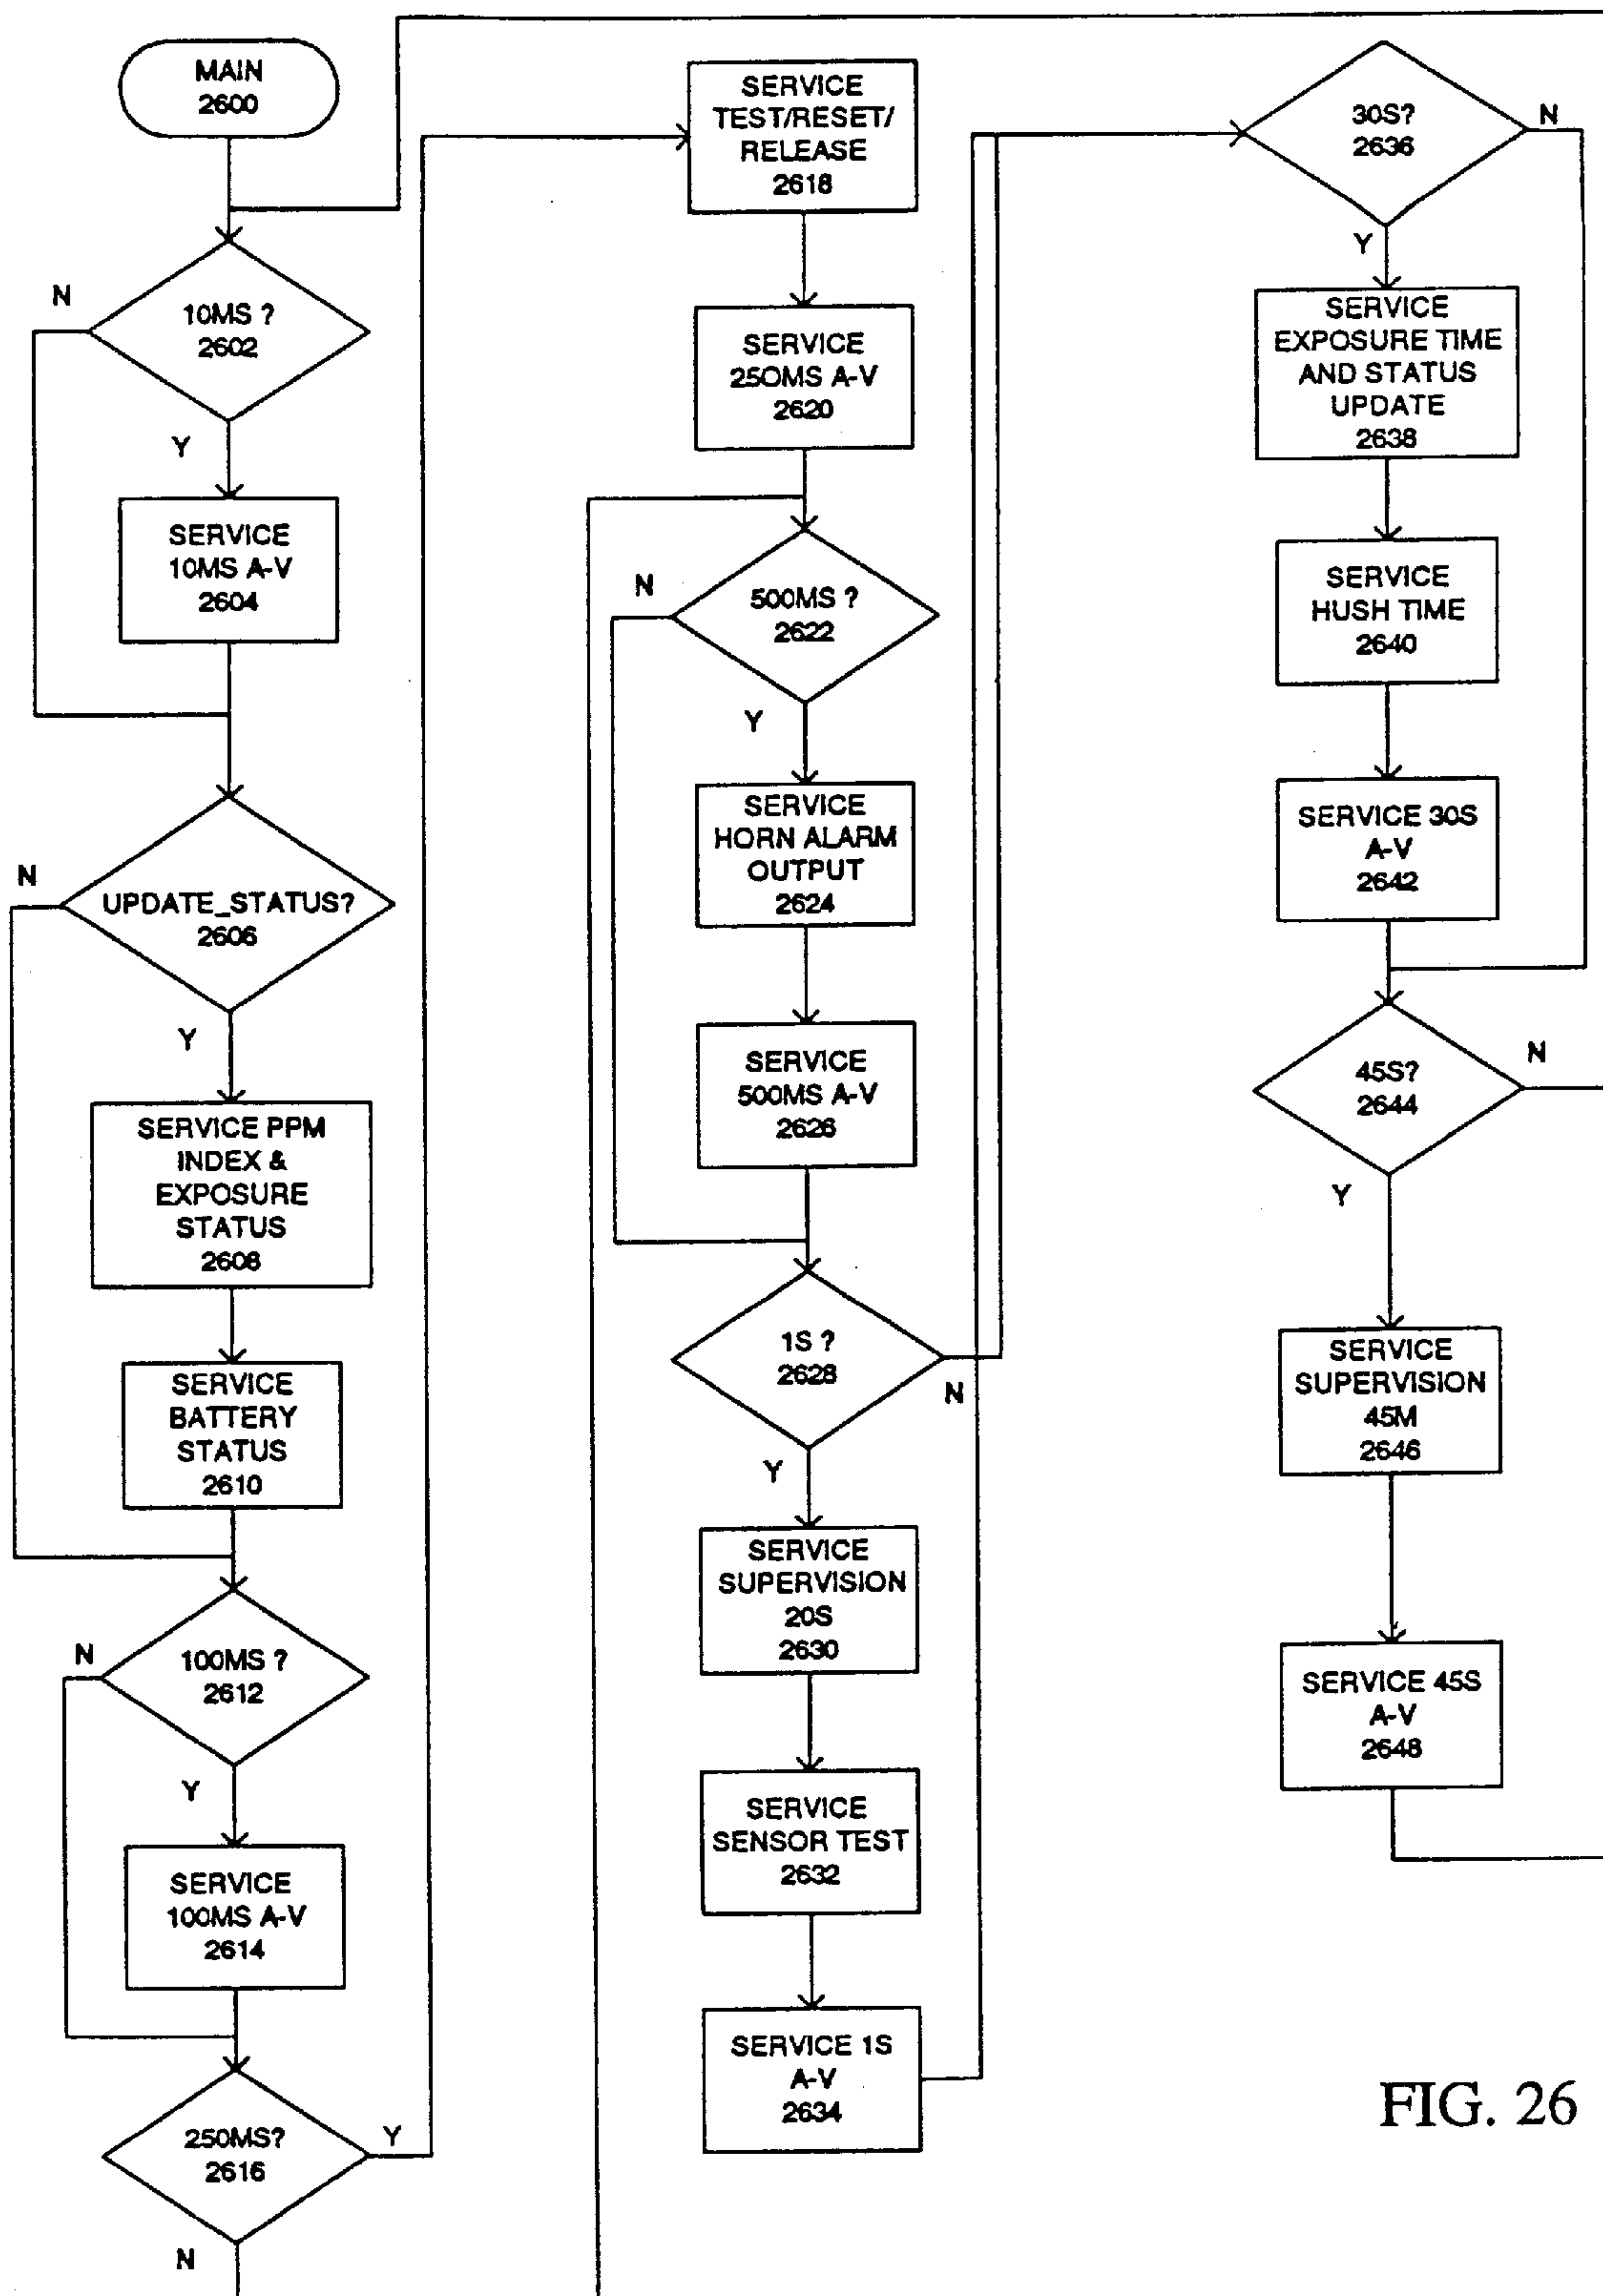 MAIN
2600
N
10MS ?
2602
Y
SERVICE
10MS A-V
2604
N
UPDATE_STATUS?
2606
Y
SERVICE PPM
INDEX &
EXPOSURE
STATUS
2608
SERVICE
BATTERY
STATUS
2610
N
100MS ?
2612
Y
SERVICE
100MS A-V
2614
250MS?
2616
Y
N
SERVICE
TEST/RESET/
RELEASE
2618
SERVICE
250MS A-V
2620
N
500MS ?
2622
Y
SERVICE
HORN ALARM
OUTPUT
2624
SERVICE
500MS A-V
2626
1S ?
2628
N
Y
SERVICE
SUPERVISION
20S
2630
SERVICE
SENSOR TEST
2632
SERVICE 1S
A-V
2634
30S?
2636
N
Y
SERVICE
EXPOSURE TIME
AND STATUS
UPDATE
2638
SERVICE
HUSH TIME
2640
SERVICE 30S
A-V
2642
45S?
2644
N
Y
SERVICE
SUPERVISION
45M
2646
SERVICE 45S
A-V
2648
FIG. 26